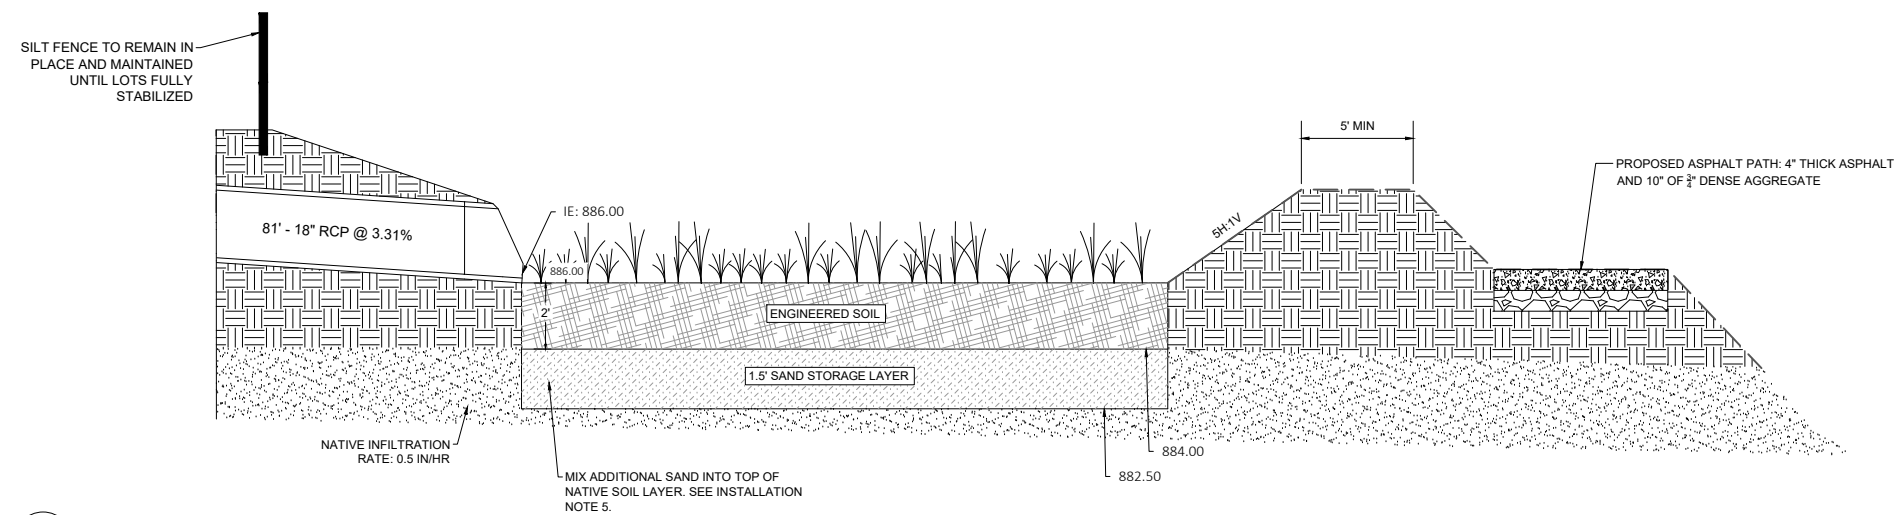 SILT FENCE TO REMAIN IN
PLACE AND MAINTAINED
UNTIL LOTS FULLY
STABILIZED
5' MIN
PROPOSED ASPHALT PATH: 4" THICK ASPHALT
AND 10" OF 3/4" DENSE AGGREGATE
IE: 886.00
5H:1V
81' - 18" RCP @ 3.31%
886.00
2'
ENGINEERED SOIL
1.5' SAND STORAGE LAYER
NATIVE INFILTRATION
RATE: 0.5 IN/HR
884.00
882.50
MIX ADDITIONAL SAND INTO TOP OF
NATIVE SOIL LAYER. SEE INSTALLATION
NOTE 5.